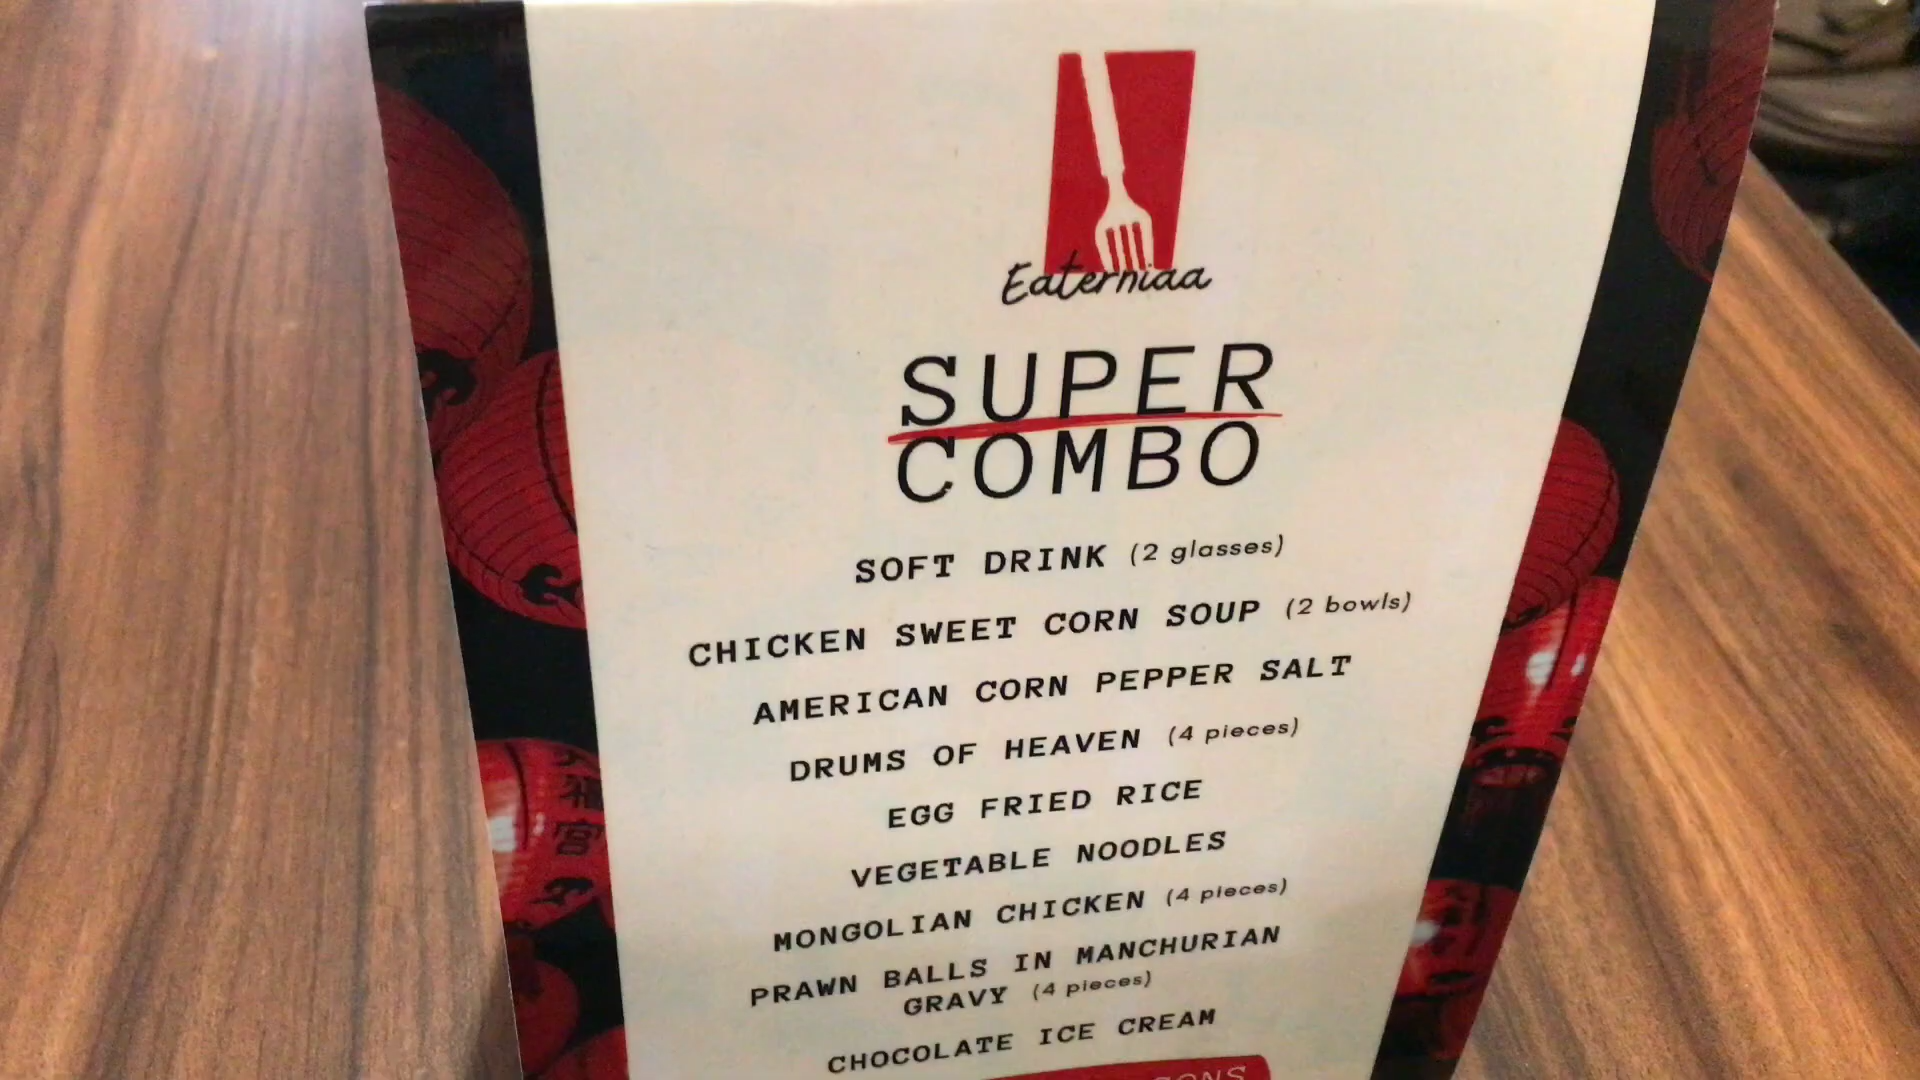 Eaterniaa
SUPER
COMBO
SOFT DRINK (2 glasses)
CHICKEN SWEET CORN SOUP (2 bowls)
AMERICAN CORN PEPPER SALT
DRUMS OF HEAVEN (4 pieces)
EGG FRIED RICE
VEGETABLE NOODLES
MONGOLIAN CHICKEN (4 pieces)
PRAWN BALLS IN MANCHURIAN
GRAVY (4 pieces)
CHOCOLATE ICE CREAM